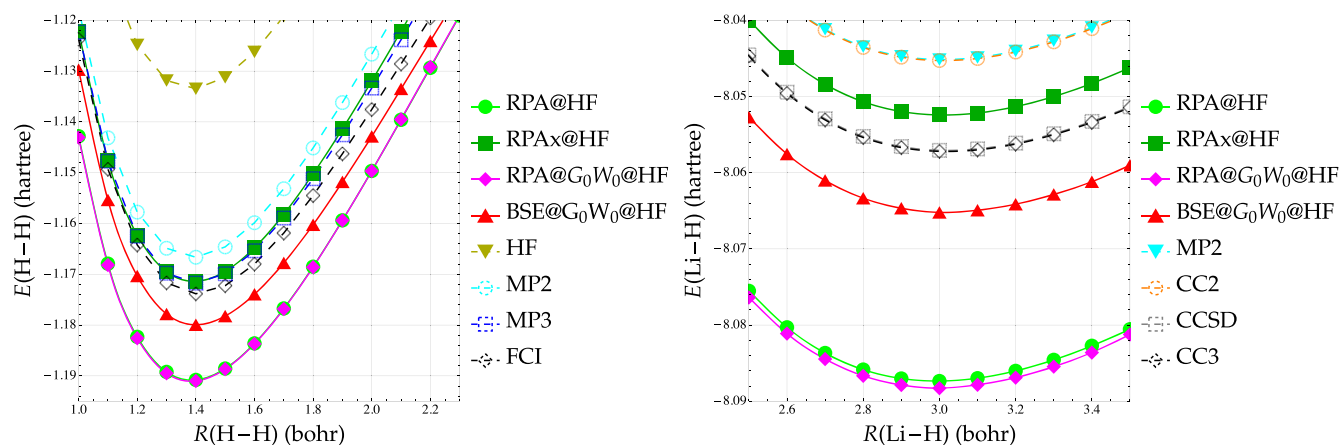 E(H−H) (hartree)
−1.12
−1.13
−1.14
−1.15
−1.16
−1.17
−1.18
−1.19
1.0 1.2 1.4 1.6 1.8 2.0 2.2
R(H−H) (bohr)
RPA@HF
RPAx@HF
RPA@G₀W₀@HF
BSE@G₀W₀@HF
HF
MP2
MP3
FCI
E(Li−H) (hartree)
−8.04
−8.05
−8.06
−8.07
−8.08
−8.09
2.6 2.8 3.0 3.2 3.4
R(Li−H) (bohr)
RPA@HF
RPAx@HF
RPA@G₀W₀@HF
BSE@G₀W₀@HF
MP2
CC2
CCSD
CC3